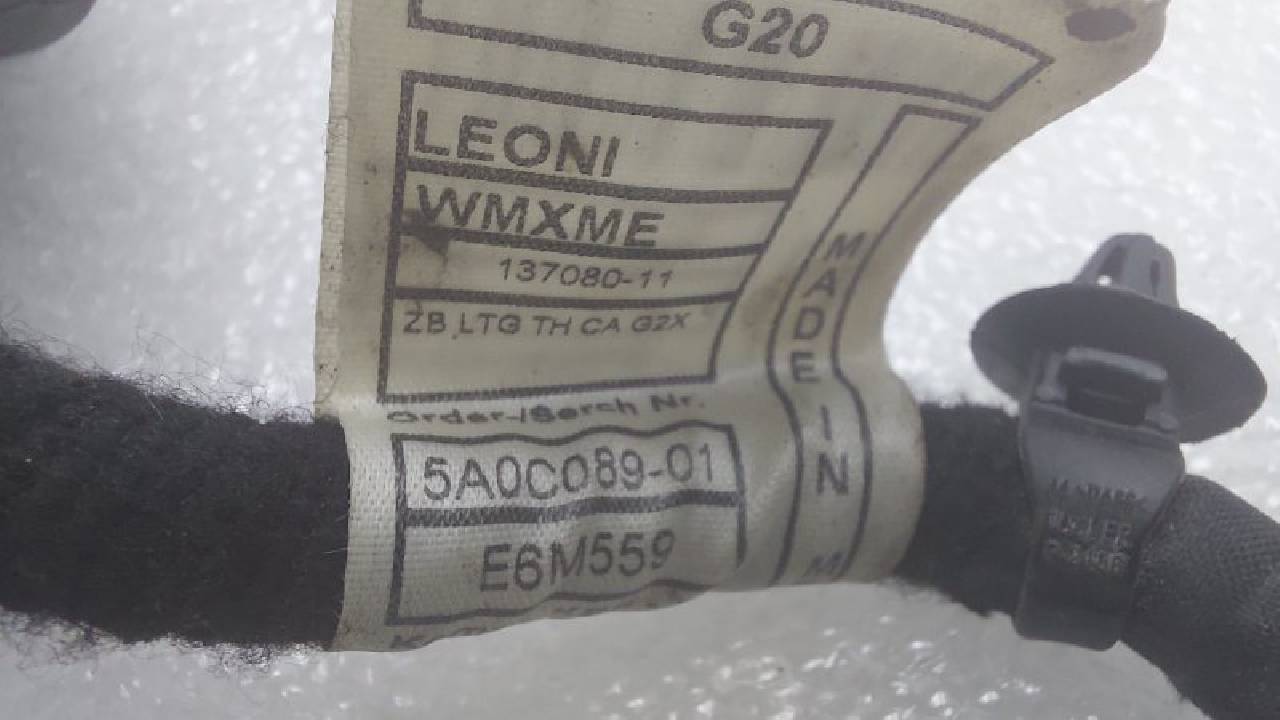 G20
LEONI
WMXME
137080-11
ZB LTG TH CA G2X
Order-/Serch Nr.
5A0C089-01
E6M559
MADE IN M